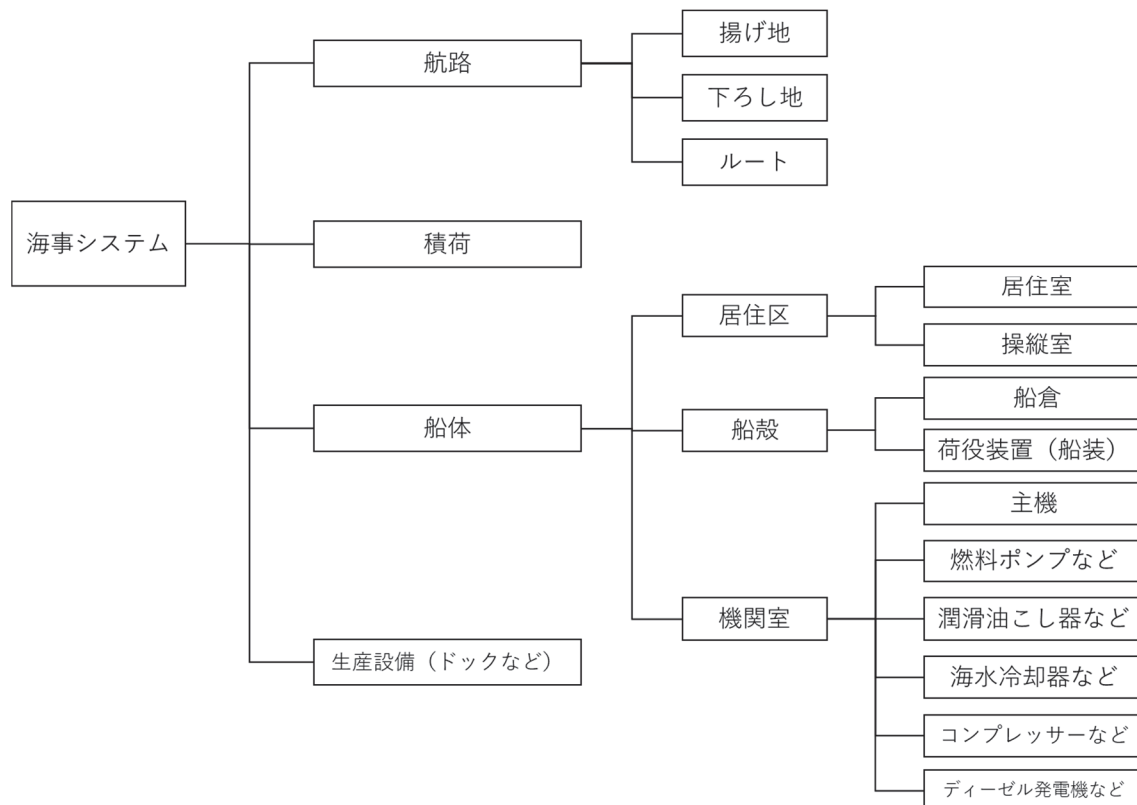 海事システム
航路
揚げ地
下ろし地
ルート
積荷
船体
居住区
居住室
操縦室
船殻
船倉
荷役装置（船装）
機関室
主機
燃料ポンプなど
潤滑油こし器など
海水冷却器など
コンプレッサーなど
ディーゼル発電機など
生産設備（ドックなど）